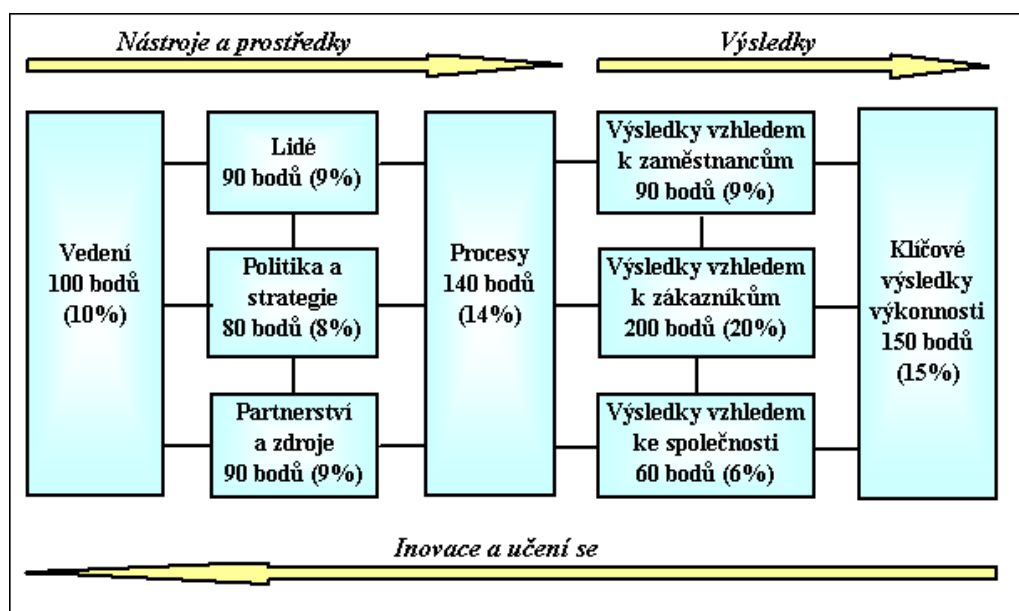 Nástroje a prostředky
Výsledky
Vedení
100 bodů
(10%)
Lidé
90 bodů (9%)
Politika a
strategie
80 bodů (8%)
Partnerství
a zdroje
90 bodů (9%)
Procesy
140 bodů
(14%)
Výsledky vzhledem
k zaměstnancům
90 bodů (9%)
Výsledky vzhledem
k zákazníkům
200 bodů (20%)
Výsledky vzhledem
ke společnosti
60 bodů (6%)
Klíčové
výsledky
výkonnosti
150 bodů
(15%)
Inovace a učení se